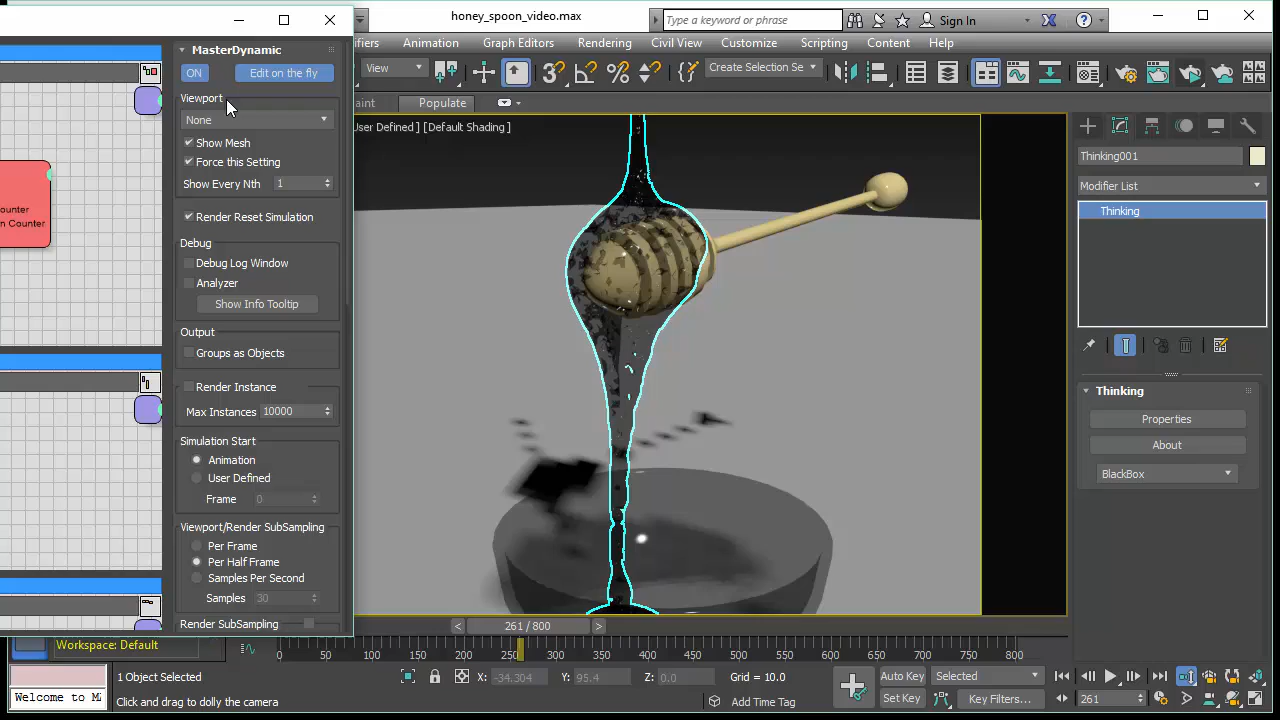 honey_spoon_video.max
Type a keyword or phrase
Sign In
ifiers Animation Graph Editors Rendering Civil View Customize Scripting Content Help
View
Create Selection Se
aint Populate
User Defined ] [Default Shading ]
MasterDynamic
ON Edit on the fly
Viewport
None
Show Mesh
Force this Setting
Show Every Nth 1
Render Reset Simulation
Debug
Debug Log Window
Analyzer
Show Info Tooltip
Output
Groups as Objects
Render Instance
Max Instances 10000
Simulation Start
Animation
User Defined
Frame 0
Viewport/Render SubSampling
Per Frame
Per Half Frame
Samples Per Second
Samples 30
Render SubSampling
ounter
n Counter
Thinking001
Modifier List
Thinking
Thinking
Properties
About
BlackBox
< 261 / 800 >
Workspace: Default
0 50 100 150 200 250 300 350 400 450 500 550 600 650 700 750 800
1 Object Selected
X: -34.304 Y: 95.4 Z: 0.0 Grid = 10.0
Auto Key Selected
Welcome to MA
Click and drag to dolly the camera
Add Time Tag
Set Key Key Filters...
261